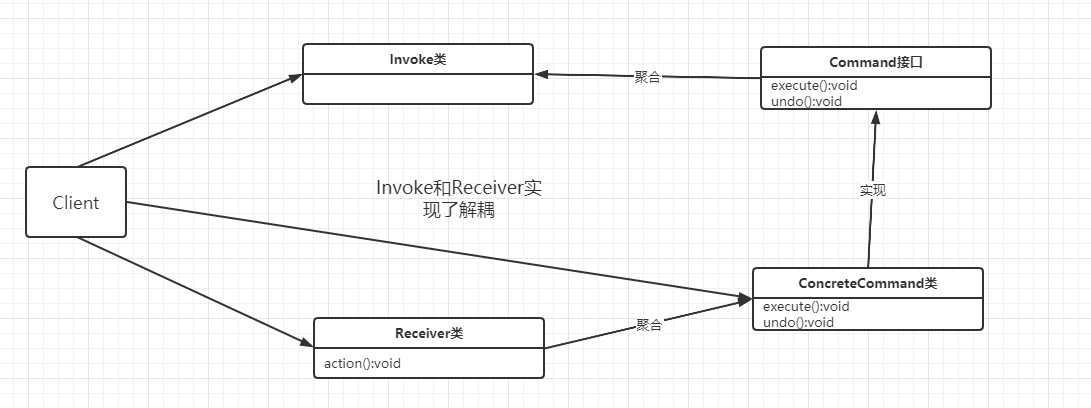 Invoke类
聚合
Command接口
execute():void
undo():void
Client
Invoke和Receiver实
现了解耦
实现
ConcreteCommand类
execute():void
undo():void
Receiver类
action():void
聚合